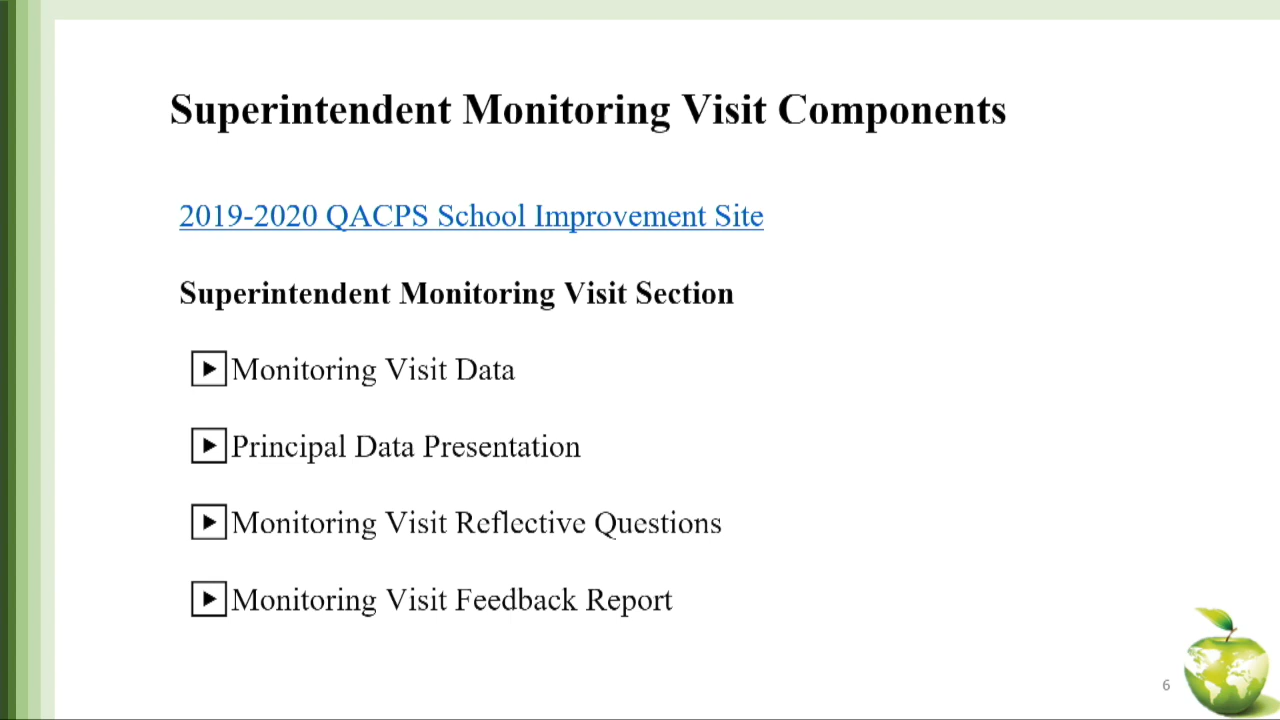 Superintendent Monitoring Visit Components
2019-2020 QACPS School Improvement Site
Superintendent Monitoring Visit Section
Monitoring Visit Data
Principal Data Presentation
Monitoring Visit Reflective Questions
Monitoring Visit Feedback Report
6